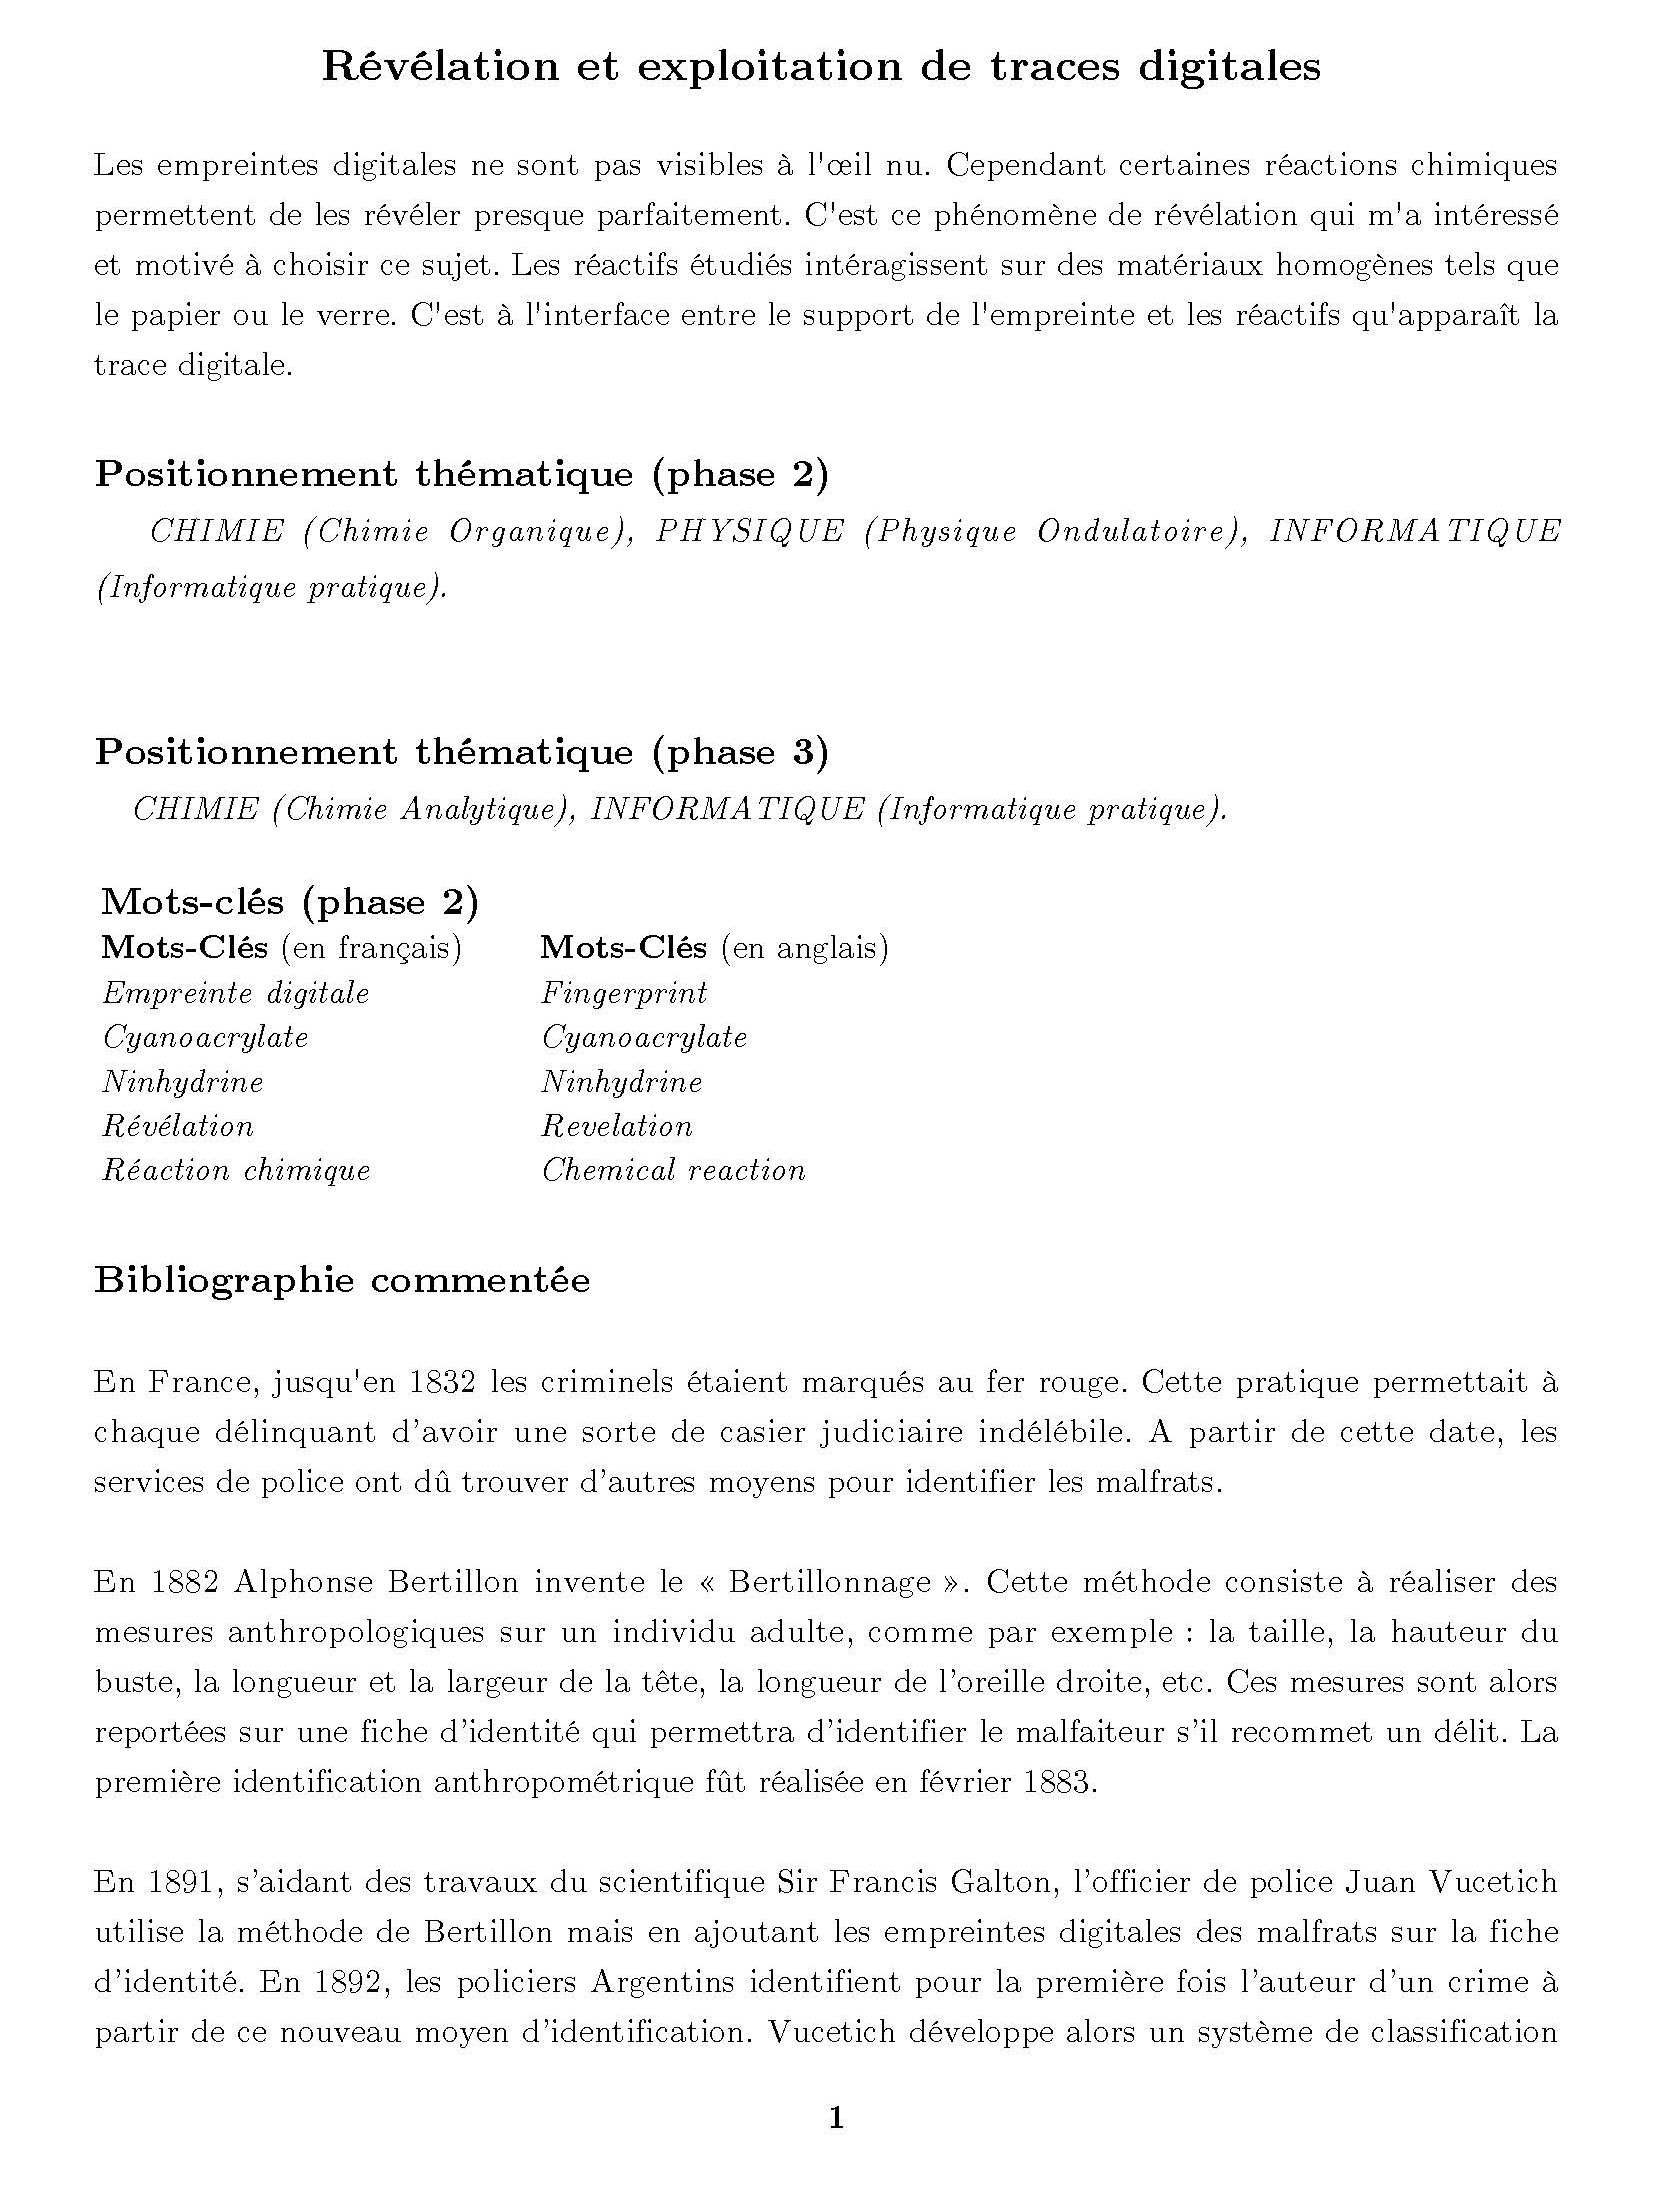 Révélation et exploitation de traces digitales
Les empreintes digitales ne sont pas visibles à l'œil nu. Cependant certaines réactions chimiques
permettent de les révéler presque parfaitement. C'est ce phénomène de révélation qui m'a intéressé
et motivé à choisir ce sujet. Les réactifs étudiés intéragissent sur des matériaux homogènes tels que
le papier ou le verre. C'est à l'interface entre le support de l'empreinte et les réactifs qu'apparaît la
trace digitale.
Positionnement thématique (phase 2)
CHIMIE (Chimie Organique), PHYSIQUE (Physique Ondulatoire), INFORMATIQUE
(Informatique pratique).
Positionnement thématique (phase 3)
CHIMIE (Chimie Analytique), INFORMATIQUE (Informatique pratique).
Mots-clés (phase 2)
Mots-Clés (en français) Mots-Clés (en anglais)
Empreinte digitale Fingerprint
Cyanoacrylate Cyanoacrylate
Ninhydrine Ninhydrine
Révélation Revelation
Réaction chimique Chemical reaction
Bibliographie commentée
En France, jusqu'en 1832 les criminels étaient marqués au fer rouge. Cette pratique permettait à
chaque délinquant d’avoir une sorte de casier judiciaire indélébile. A partir de cette date, les
services de police ont dû trouver d'autres moyens pour identifier les malfrats.
En 1882 Alphonse Bertillon invente le « Bertillonnage ». Cette méthode consiste à réaliser des
mesures anthropologiques sur un individu adulte, comme par exemple : la taille, la hauteur du
buste, la longueur et la largeur de la tête, la longueur de l’oreille droite, etc. Ces mesures sont alors
reportées sur une fiche d’identité qui permettra d’identifier le malfaiteur s’il recommet un délit. La
première identification anthropométrique fût réalisée en février 1883.
En 1891, s’aidant des travaux du scientifique Sir Francis Galton, l’officier de police Juan Vucetich
utilise la méthode de Bertillon mais en ajoutant les empreintes digitales des malfrats sur la fiche
d’identité. En 1892, les policiers Argentins identifient pour la première fois l’auteur d’un crime à
partir de ce nouveau moyen d’identification. Vucetich développe alors un système de classification
1